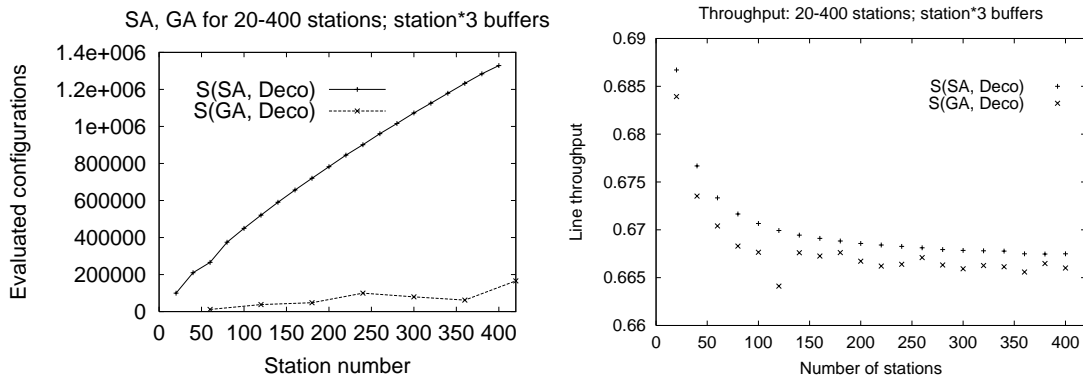 SA, GA for 20-400 stations; station*3 buffers
Evaluated configurations
1.4e+006
1.2e+006
1e+006
800000
600000
400000
200000
0
S(SA, Deco)
S(GA, Deco)
0 50 100 150 200 250 300 350 400
Station number
Throughput: 20-400 stations; station*3 buffers
Line throughput
0.69
0.685
0.68
0.675
0.67
0.665
0.66
S(SA, Deco)
S(GA, Deco)
0 50 100 150 200 250 300 350 400
Number of stations